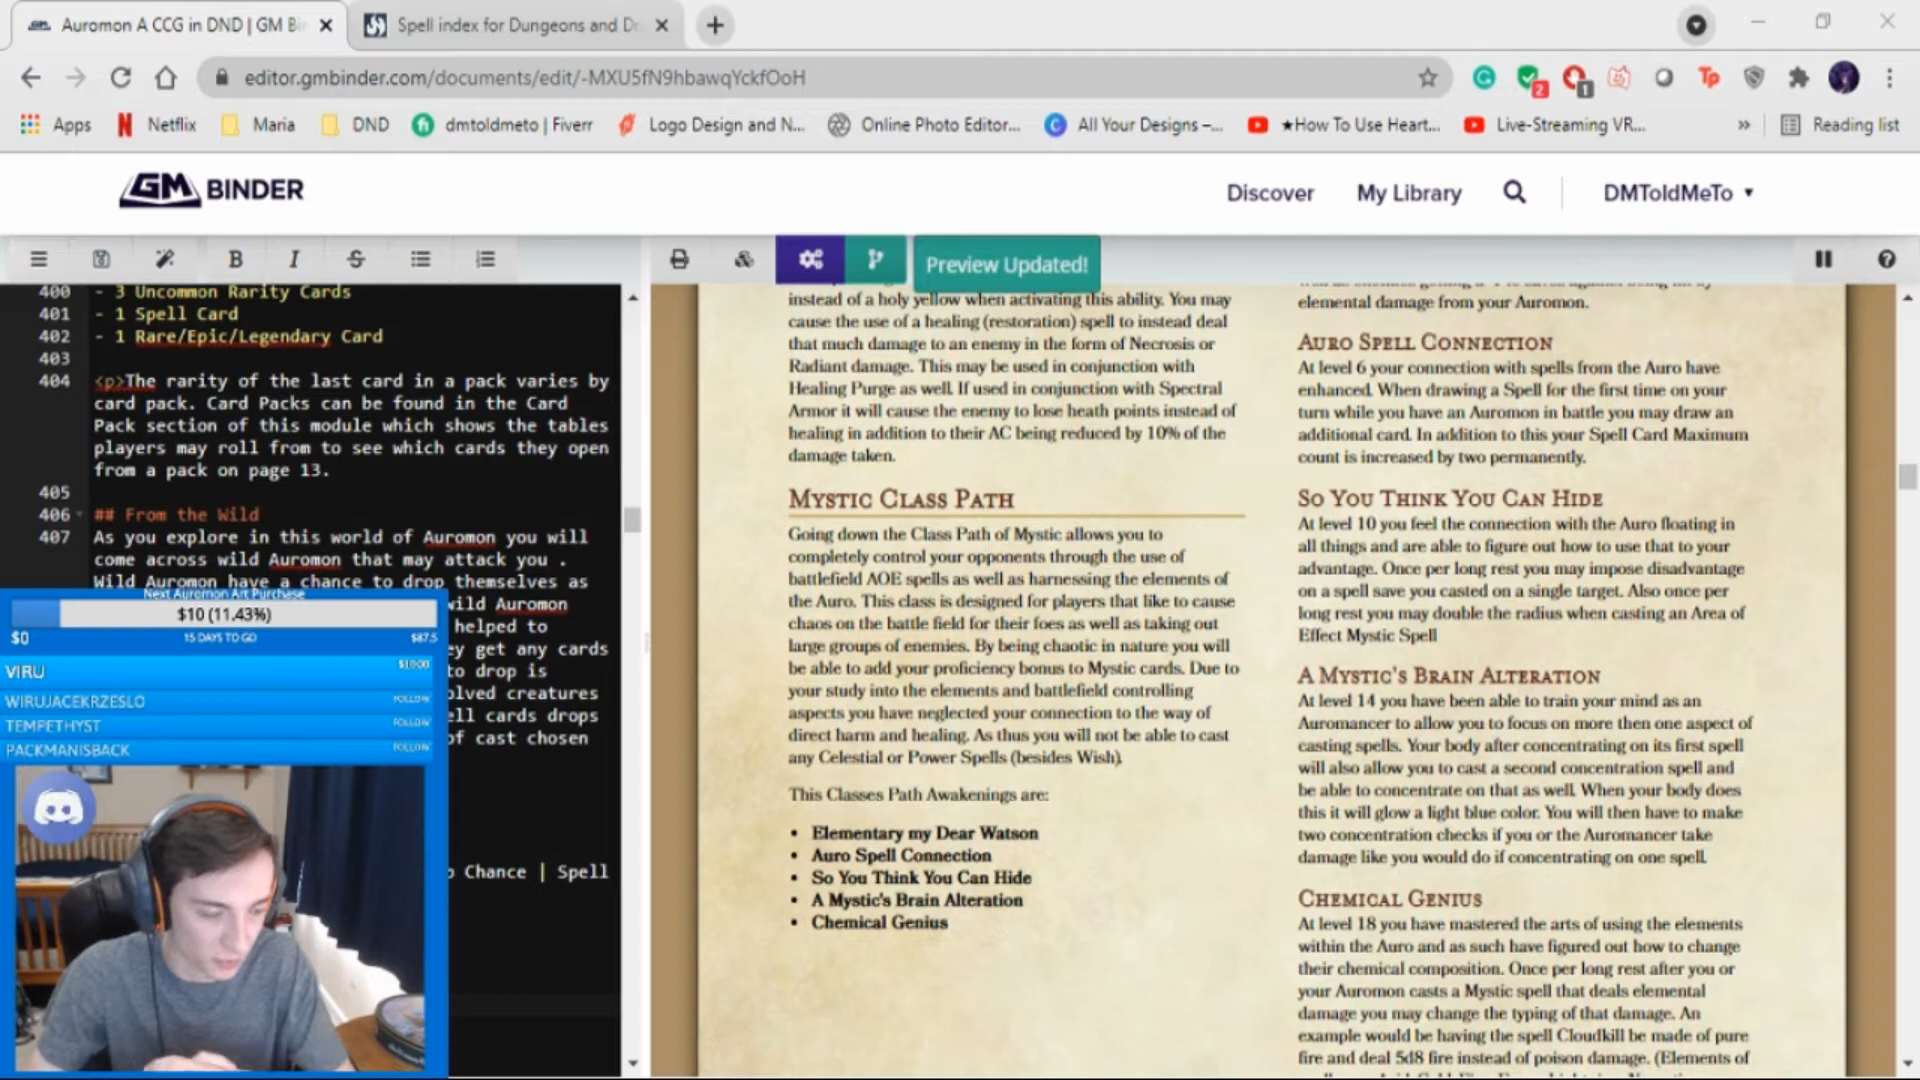 Auromon A CCG in DND | GM Bi
Spell index for Dungeons and Dr
editor.gmbinder.com/documents/edit/-MXU5fN9hbawqYckfOoH
2
1
Tp
Apps
Netflix
Maria
DND
dmtoldmeto | Fiverr
Logo Design and N...
Online Photo Editor...
All Your Designs –...
★How To Use Heart...
Live-Streaming VR...
»
Reading list
GM BINDER
Discover
My Library
DMToldMeTo
B I S
Preview Updated!
400 - 3 Uncommon Rarity Cards
401 - 1 Spell Card
402 - 1 Rare/Epic/Legendary Card
403
404 <p>The rarity of the last card in a pack varies by
card pack. Card Packs can be found in the Card
Pack section of this module which shows the tables
players may roll from to see which cards they open
from a pack on page 13.
405
406 ## From the Wild
407 As you explore in this world of Auromon you will
come across wild Auromon that may attack you .
Wild Auromon have a chance to drop themselves as
wild Auromon
helped to
ey get any cards
to drop is
olved creatures
ell cards drops
of cast chosen
p Chance | Spell
Next Auromon Art Purchase
$10 (11.43%)
$0 15 DAYS TO GO $87.5
VIRU $10.00
WIRUJACEKRZESLO FOLLOW
TEMPETHYST FOLLOW
PACKMANISBACK FOLLOW
instead of a holy yellow when activating this ability. You may
cause the use of a healing (restoration) spell to instead deal
that much damage to an enemy in the form of Necrosis or
Radiant damage. This may be used in conjunction with
Healing Purge as well. If used in conjunction with Spectral
Armor it will cause the enemy to lose heath points instead of
healing in addition to their AC being reduced by 10% of the
damage taken.
Mystic Class Path
Going down the Class Path of Mystic allows you to
completely control your opponents through the use of
battlefield AOE spells as well as harnessing the elements of
the Auro. This class is designed for players that like to cause
chaos on the battle field for their foes as well as taking out
large groups of enemies. By being chaotic in nature you will
be able to add your proficiency bonus to Mystic cards. Due to
your study into the elements and battlefield controlling
aspects you have neglected your connection to the way of
direct harm and healing. As thus you will not be able to cast
any Celestial or Power Spells (besides Wish).
This Classes Path Awakenings are:
• Elementary my Dear Watson
• Auro Spell Connection
• So You Think You Can Hide
• A Mystic's Brain Alteration
• Chemical Genius
elemental damage from your Auromon.
Auro Spell Connection
At level 6 your connection with spells from the Auro have
enhanced. When drawing a Spell for the first time on your
turn while you have an Auromon in battle you may draw an
additional card. In addition to this your Spell Card Maximum
count is increased by two permanently.
So You Think You Can Hide
At level 10 you feel the connection with the Auro floating in
all things and are able to figure out how to use that to your
advantage. Once per long rest you may impose disadvantage
on a spell save you casted on a single target. Also once per
long rest you may double the radius when casting an Area of
Effect Mystic Spell
A Mystic's Brain Alteration
At level 14 you have been able to train your mind as an
Auromancer to allow you to focus on more then one aspect of
casting spells. Your body after concentrating on its first spell
will also allow you to cast a second concentration spell and
be able to concentrate on that as well. When your body does
this it will glow a light blue color. You will then have to make
two concentration checks if you or the Auromancer take
damage like you would do if concentrating on one spell.
Chemical Genius
At level 18 you have mastered the arts of using the elements
within the Auro and as such have figured out how to change
their chemical composition. Once per long rest after you or
your Auromon casts a Mystic spell that deals elemental
damage you may change the typing of that damage. An
example would be having the spell Cloudkill be made of pure
fire and deal 5d8 fire instead of poison damage. (Elements of